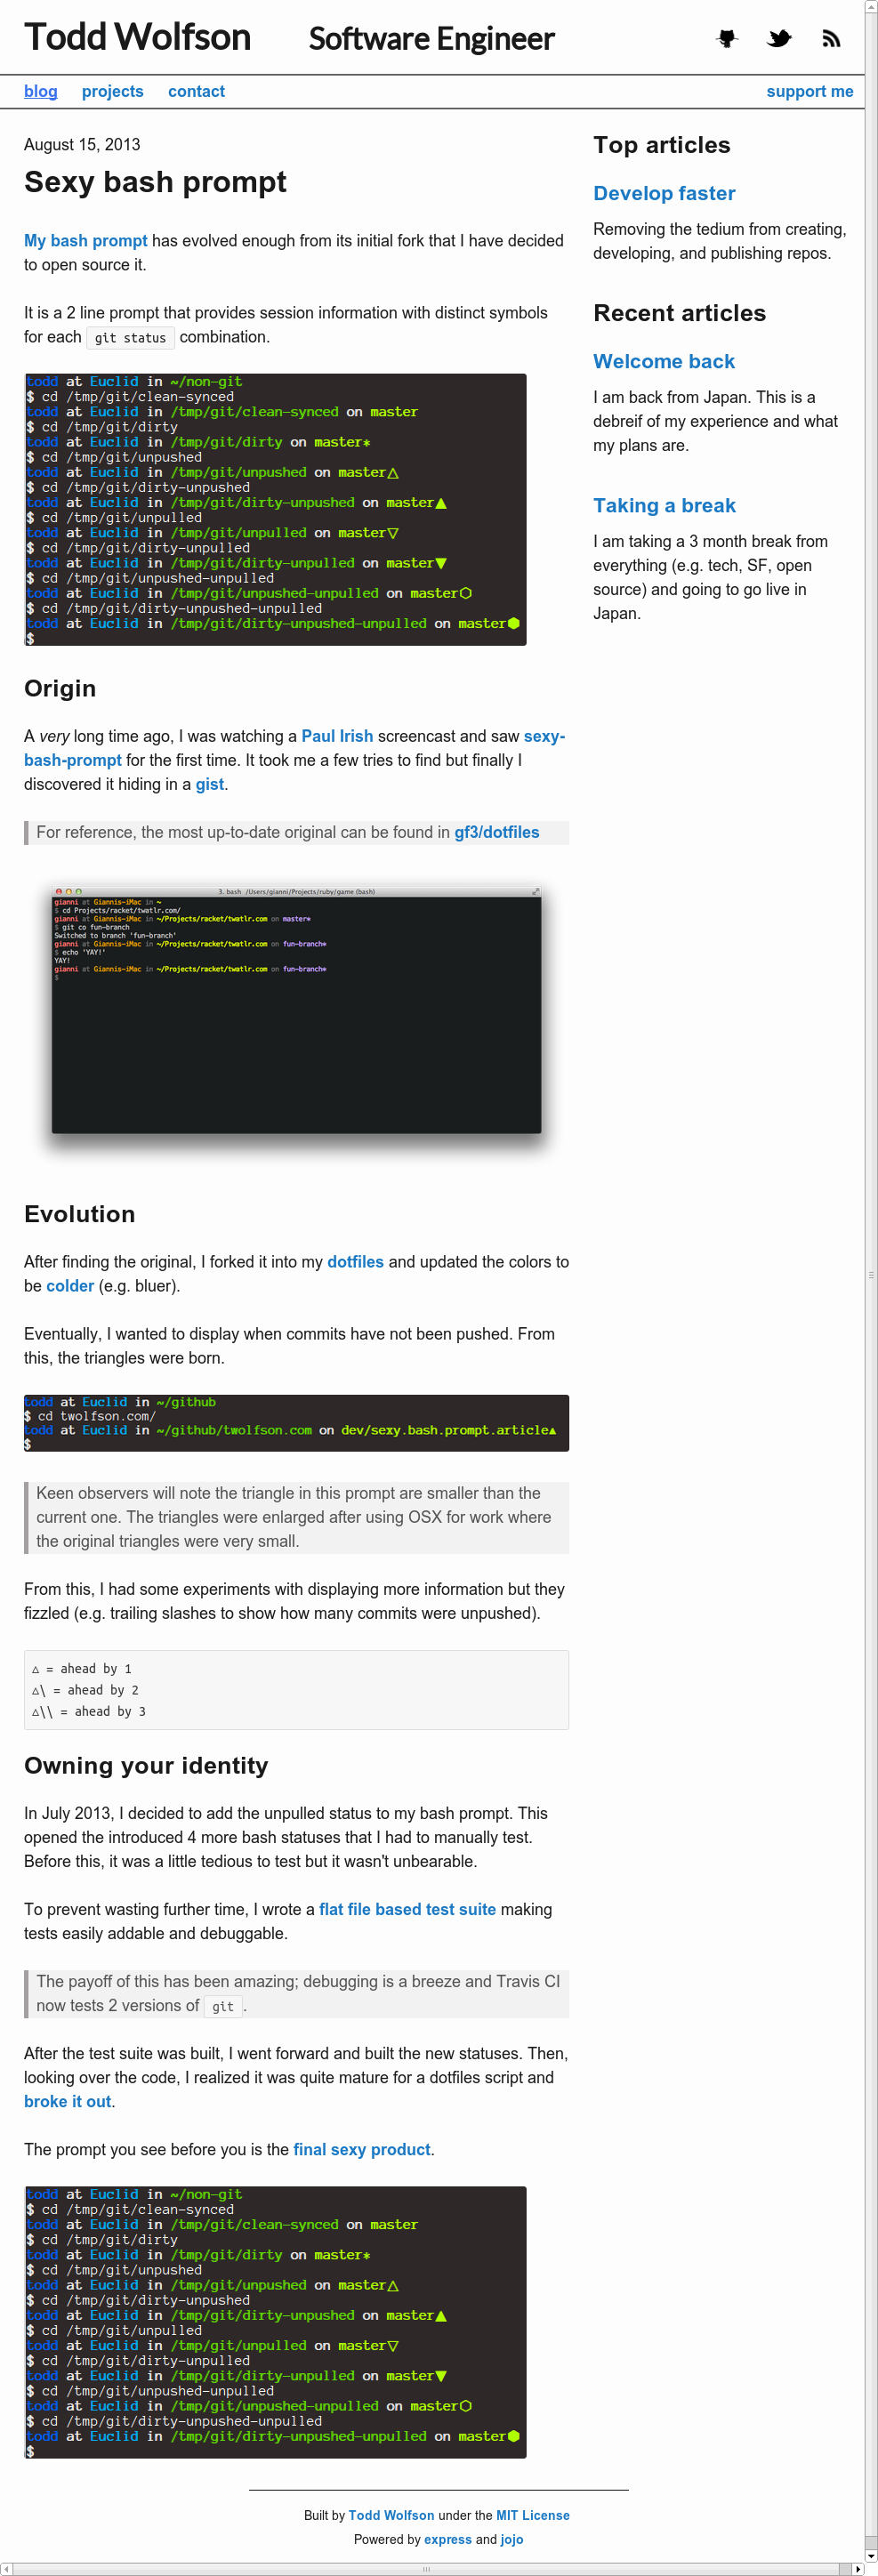 Todd Wolfson Software Engineer
blog projects contact support me
August 15, 2013
Sexy bash prompt
My bash prompt has evolved enough from its initial fork that I have decided
to open source it.
It is a 2 line prompt that provides session information with distinct symbols
for each git status combination.
todd at Euclid in ~/non-git
$ cd /tmp/git/clean-synced
todd at Euclid in /tmp/git/clean-synced on master
$ cd /tmp/git/dirty
todd at Euclid in /tmp/git/dirty on master*
$ cd /tmp/git/unpushed
todd at Euclid in /tmp/git/unpushed on master△
$ cd /tmp/git/dirty-unpushed
todd at Euclid in /tmp/git/dirty-unpushed on master▲
$ cd /tmp/git/unpulled
todd at Euclid in /tmp/git/unpulled on master▽
$ cd /tmp/git/dirty-unpulled
todd at Euclid in /tmp/git/dirty-unpulled on master▼
$ cd /tmp/git/unpushed-unpulled
todd at Euclid in /tmp/git/unpushed-unpulled on master⬡
$ cd /tmp/git/dirty-unpushed-unpulled
todd at Euclid in /tmp/git/dirty-unpushed-unpulled on master⬢
$
Origin
A very long time ago, I was watching a Paul Irish screencast and saw sexy-
bash-prompt for the first time. It took me a few tries to find but finally I
discovered it hiding in a gist.
For reference, the most up-to-date original can be found in gf3/dotfiles
3. bash /Users/gianni/Projects/ruby/game (bash)
gianni at Giannis-iMac in ~
$ cd Projects/racket/twatlr.com/
gianni at Giannis-iMac in ~/Projects/racket/twatlr.com on master*
$ git co fun-branch
Switched to branch 'fun-branch'
gianni at Giannis-iMac in ~/Projects/racket/twatlr.com on fun-branch*
$ echo 'YAY!'
YAY!
gianni at Giannis-iMac in ~/Projects/racket/twatlr.com on fun-branch*
$
Evolution
After finding the original, I forked it into my dotfiles and updated the colors to
be colder (e.g. bluer).
Eventually, I wanted to display when commits have not been pushed. From
this, the triangles were born.
todd at Euclid in ~/github
$ cd twolfson.com/
todd at Euclid in ~/github/twolfson.com on dev/sexy.bash.prompt.article▲
$
Keen observers will note the triangle in this prompt are smaller than the
current one. The triangles were enlarged after using OSX for work where
the original triangles were very small.
From this, I had some experiments with displaying more information but they
fizzled (e.g. trailing slashes to show how many commits were unpushed).
△ = ahead by 1
△\ = ahead by 2
△\\ = ahead by 3
Owning your identity
In July 2013, I decided to add the unpulled status to my bash prompt. This
opened the introduced 4 more bash statuses that I had to manually test.
Before this, it was a little tedious to test but it wasn't unbearable.
To prevent wasting further time, I wrote a flat file based test suite making
tests easily addable and debuggable.
The payoff of this has been amazing; debugging is a breeze and Travis CI
now tests 2 versions of git.
After the test suite was built, I went forward and built the new statuses. Then,
looking over the code, I realized it was quite mature for a dotfiles script and
broke it out.
The prompt you see before you is the final sexy product.
todd at Euclid in ~/non-git
$ cd /tmp/git/clean-synced
todd at Euclid in /tmp/git/clean-synced on master
$ cd /tmp/git/dirty
todd at Euclid in /tmp/git/dirty on master*
$ cd /tmp/git/unpushed
todd at Euclid in /tmp/git/unpushed on master△
$ cd /tmp/git/dirty-unpushed
todd at Euclid in /tmp/git/dirty-unpushed on master▲
$ cd /tmp/git/unpulled
todd at Euclid in /tmp/git/unpulled on master▽
$ cd /tmp/git/dirty-unpulled
todd at Euclid in /tmp/git/dirty-unpulled on master▼
$ cd /tmp/git/unpushed-unpulled
todd at Euclid in /tmp/git/unpushed-unpulled on master⬡
$ cd /tmp/git/dirty-unpushed-unpulled
todd at Euclid in /tmp/git/dirty-unpushed-unpulled on master⬢
$
Top articles
Develop faster
Removing the tedium from creating,
developing, and publishing repos.
Recent articles
Welcome back
I am back from Japan. This is a
debreif of my experience and what
my plans are.
Taking a break
I am taking a 3 month break from
everything (e.g. tech, SF, open
source) and going to go live in
Japan.
Built by Todd Wolfson under the MIT License
Powered by express and jojo